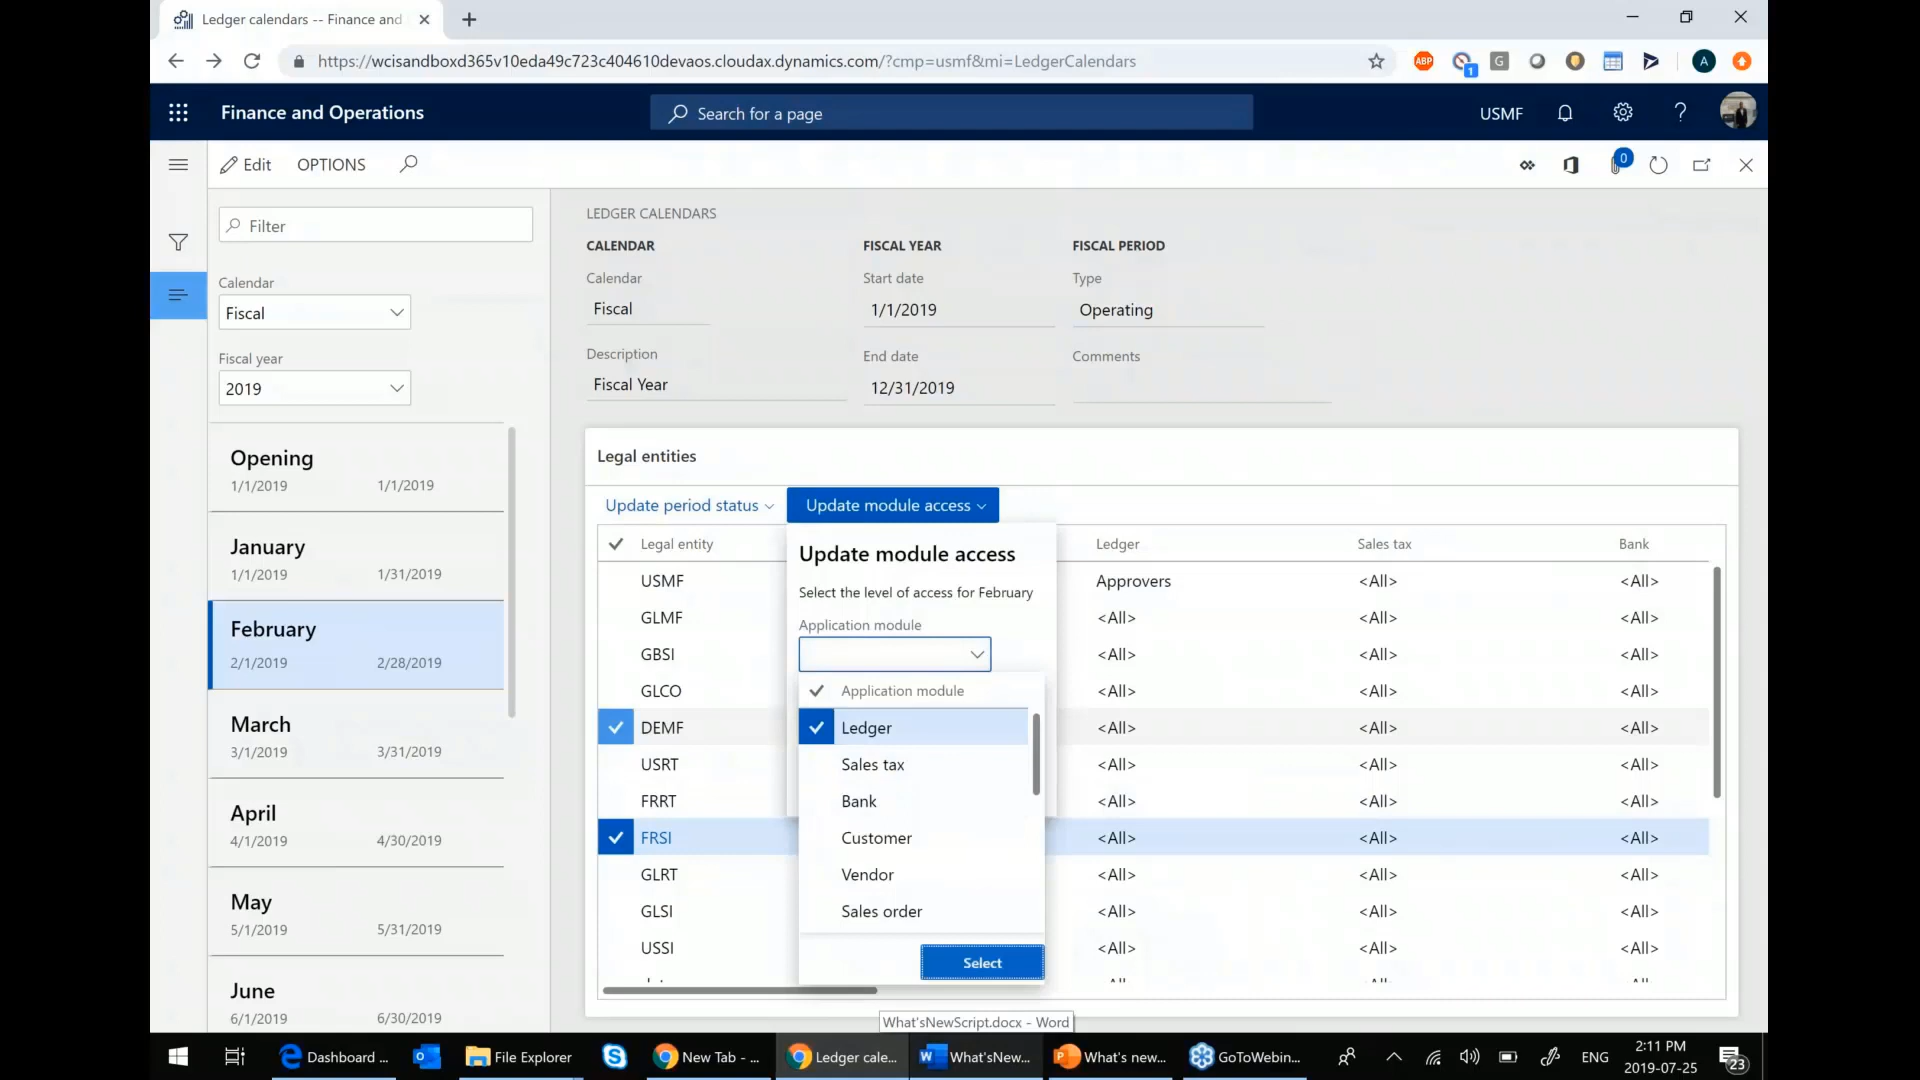 Ledger calendars -- Finance and
https://wcisandboxd365v10eda49c723c404610devaos.cloudax.dynamics.com/?cmp=usmf&mi=LedgerCalendars
ABP
1
G
A
Finance and Operations
Search for a page
USMF
?
Edit
OPTIONS
0
Filter
Calendar
Fiscal
Fiscal year
2019
Opening
1/1/2019 1/1/2019
January
1/1/2019 1/31/2019
February
2/1/2019 2/28/2019
March
3/1/2019 3/31/2019
April
4/1/2019 4/30/2019
May
5/1/2019 5/31/2019
June
6/1/2019 6/30/2019
LEDGER CALENDARS
CALENDAR FISCAL YEAR FISCAL PERIOD
Calendar Start date Type
Fiscal 1/1/2019 Operating
Description End date Comments
Fiscal Year 12/31/2019
Legal entities
Update period status Update module access
Legal entity Ledger Sales tax Bank
USMF Approvers <All> <All>
GLMF <All> <All> <All>
GBSI <All> <All> <All>
GLCO <All> <All> <All>
DEMF <All> <All> <All>
USRT <All> <All> <All>
FRRT <All> <All> <All>
FRSI <All> <All> <All>
GLRT <All> <All> <All>
GLSI <All> <All> <All>
USSI <All> <All> <All>
Update module access
Select the level of access for February
Application module
Application module
Ledger
Sales tax
Bank
Customer
Vendor
Sales order
Select
What'sNewScript.docx - Word
Dashboard ...
File Explorer
New Tab - ...
Ledger cale...
What'sNew...
What's new...
GoToWebin...
ENG
2:11 PM
2019-07-25
23